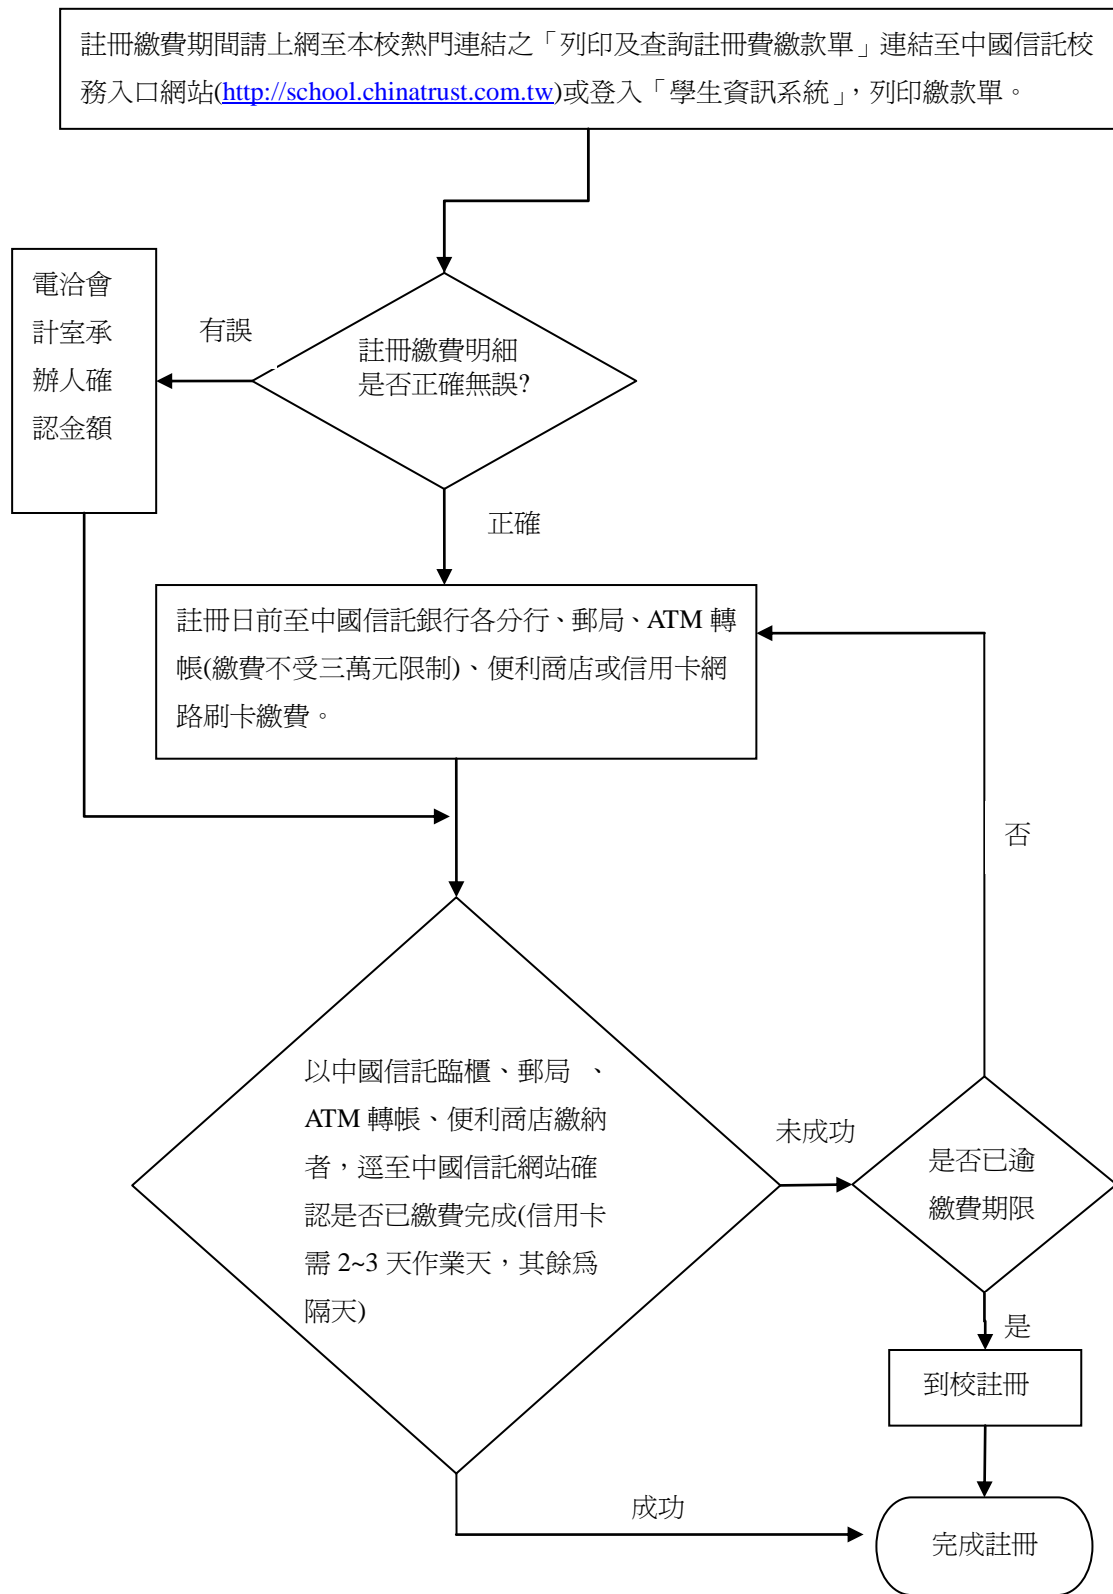 註冊繳費期間請上網至本校熱門連結之「列印及查詢註冊費繳款單」連結至中國信託校
務入口網站(http://school.chinatrust.com.tw)或登入「學生資訊系統」，列印繳款單。
電洽會
計室承
辦人確
認金額
有誤
註冊繳費明細
是否正確無誤?
正確
註冊日前至中國信託銀行各分行、郵局、ATM 轉
帳(繳費不受三萬元限制)、便利商店或信用卡網
路刷卡繳費。
否
以中國信託臨櫃、郵局 、
ATM 轉帳、便利商店繳納
者，逕至中國信託網站確
認是否已繳費完成(信用卡
需 2~3 天作業天，其餘為
隔天)
未成功
是否已逾
繳費期限
是
到校註冊
成功
完成註冊